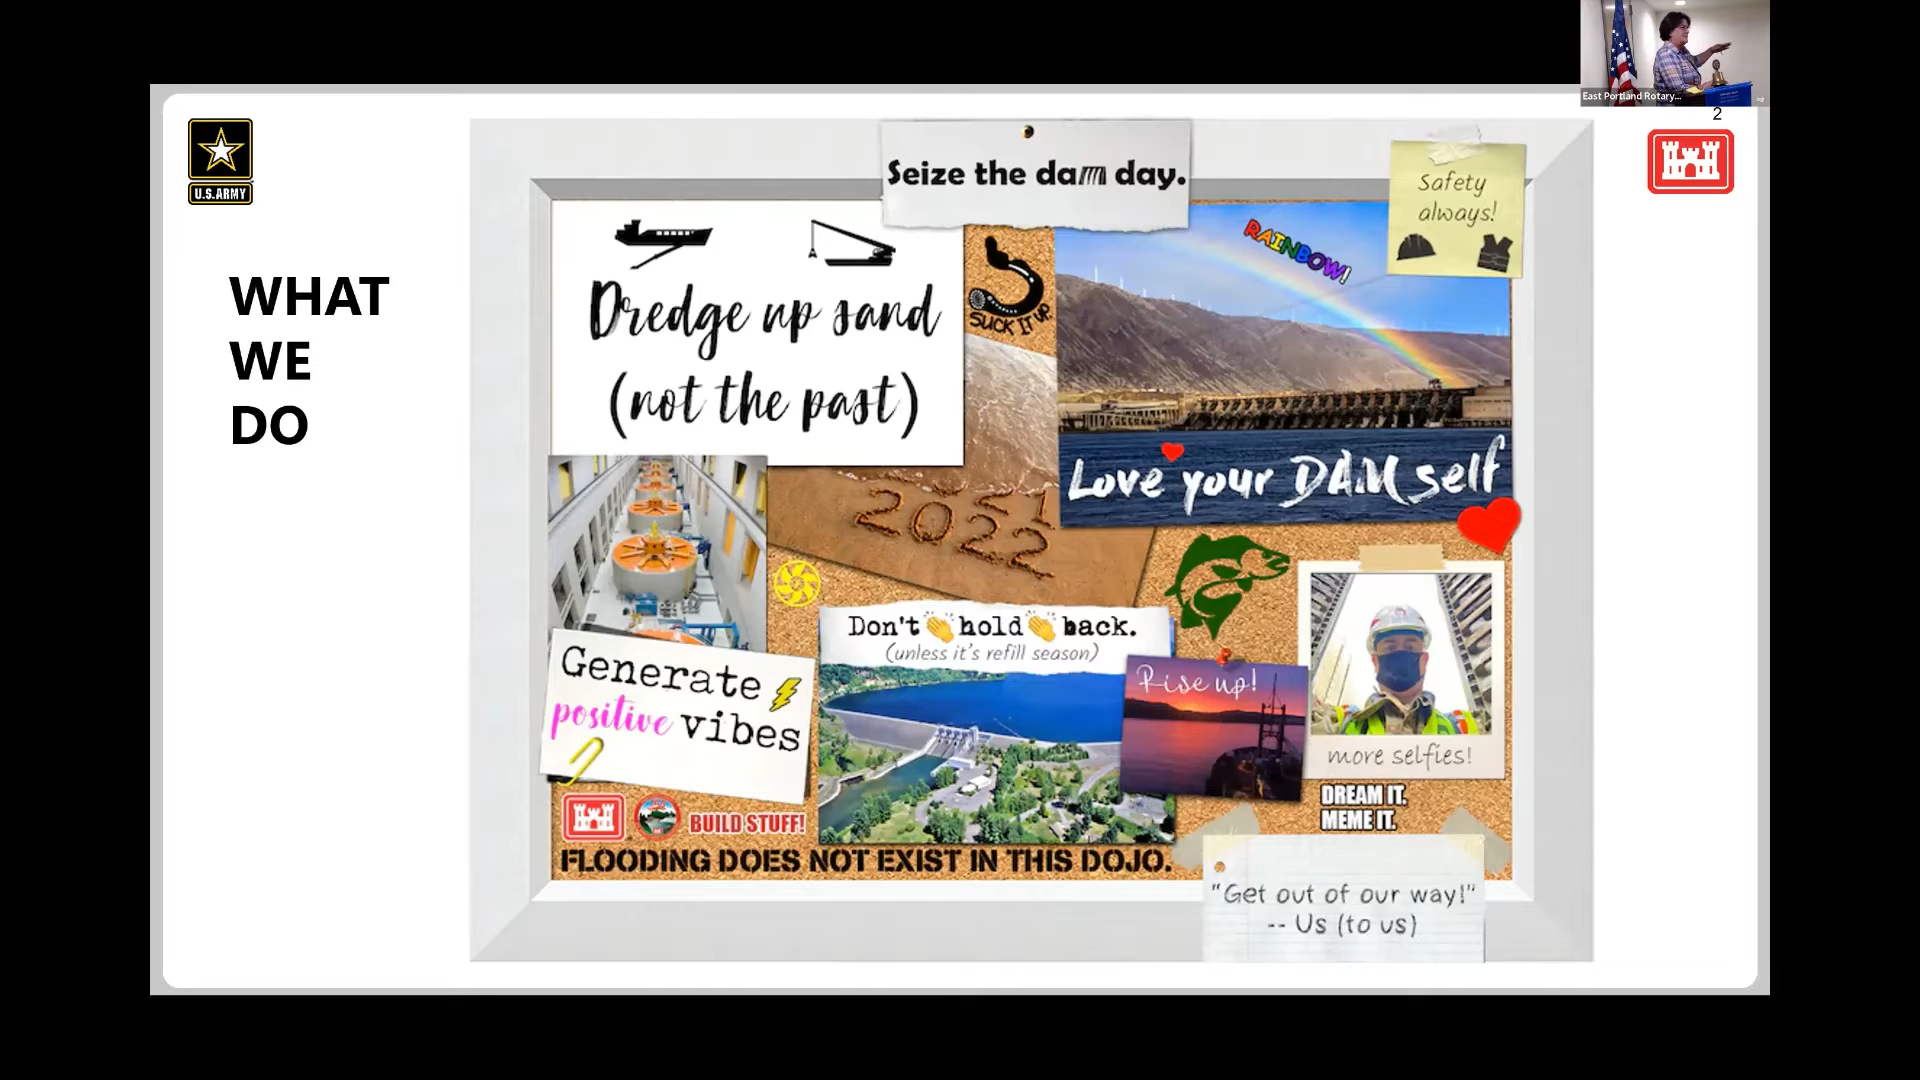 East Portland Rotary...
2
U.S.ARMY
WHAT
WE
DO
Seize the dam day.
Safety
always!
Dredge up sand
(not the past)
SUCK IT UP.
RAINBOW!
Love your DAM self
2021
2022
Generate
positive vibes
Don't👏hold👏back.
(unless it's refill season)
Rise up!
more selfies!
DREAM IT.
MEME IT.
BUILD STUFF!
FLOODING DOES NOT EXIST IN THIS DOJO.
"Get out of our way!"
-- Us (to us)